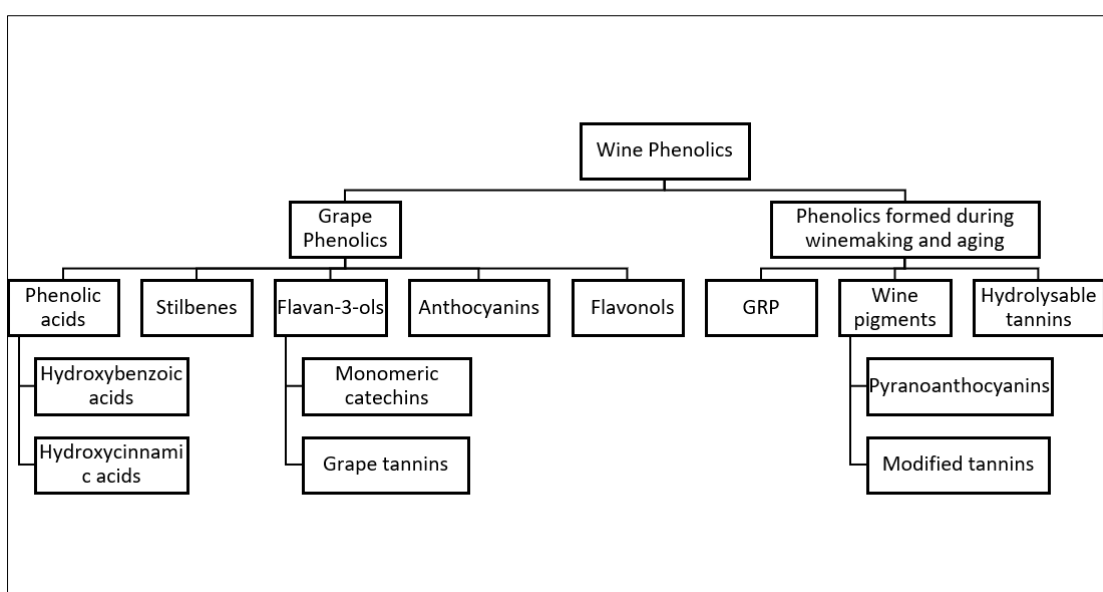 Wine Phenolics
Grape
Phenolics
Phenolics formed during
winemaking and aging
Phenolic
acids
Stilbenes
Flavan-3-ols
Anthocyanins
Flavonols
GRP
Wine
pigments
Hydrolysable
tannins
Hydroxybenzoic
acids
Monomeric
catechins
Pyranoanthocyanins
Hydroxycinnami
c acids
Grape tannins
Modified tannins